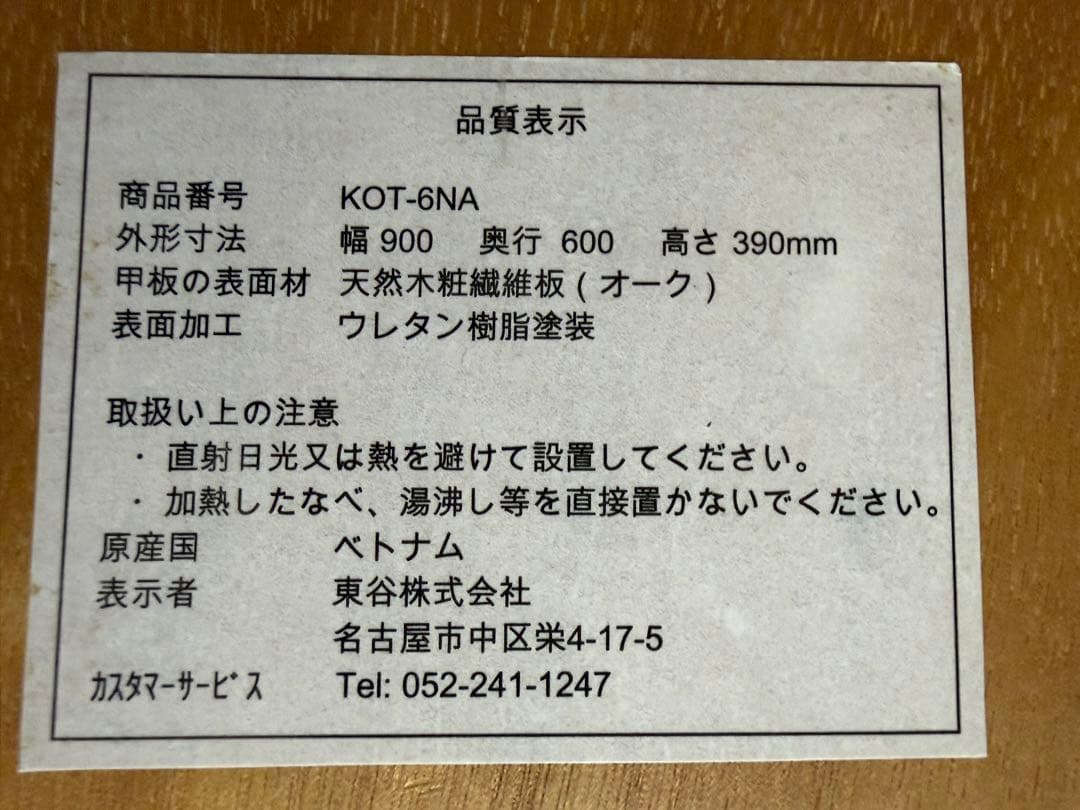 品質表示
商品番号 KOT-6NA
外形寸法 幅 900 奥行 600 高さ 390mm
甲板の表面材 天然木粧繊維板(オーク)
表面加工 ウレタン樹脂塗装
取扱い上の注意
・直射日光又は熱を避けて設置してください。
・加熱したなべ、湯沸し等を直接置かないでください。
原産国 ベトナム
表示者 東谷株式会社
名古屋市中区栄4-17-5
ｶｽﾀﾏｰｻｰﾋﾞｽ Tel: 052-241-1247